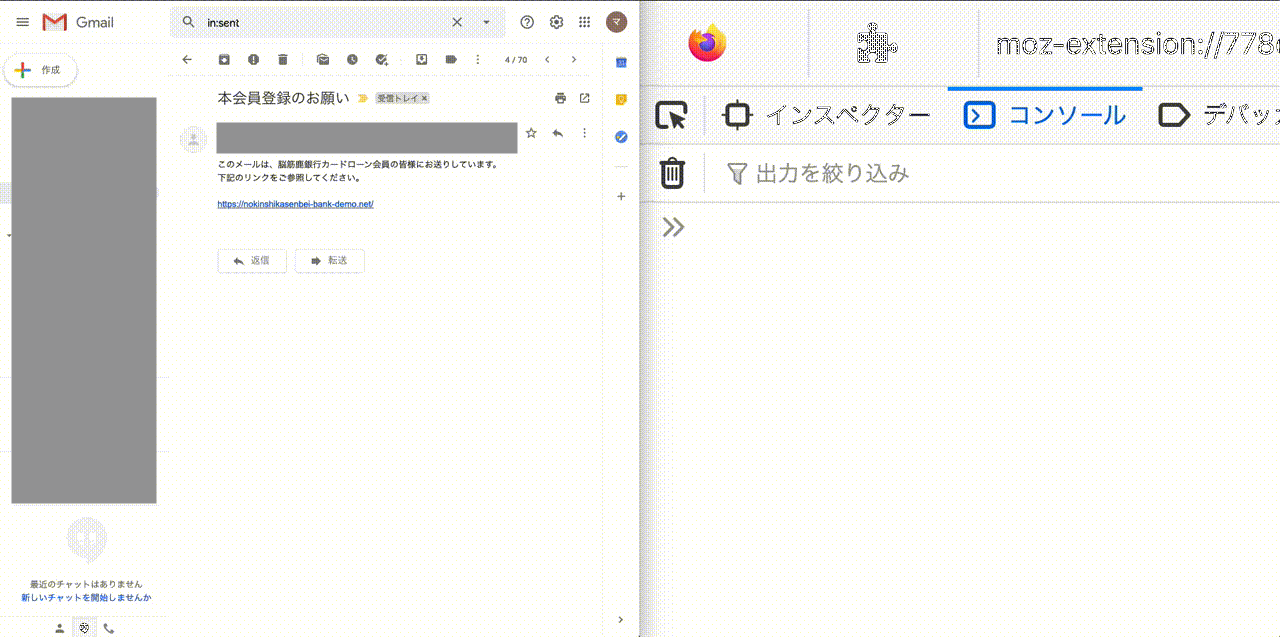 Gmail
in:sent
作成
4 / 70
本会員登録のお願い
受信トレイ ×
このメールは、脳筋鹿銀行カードローン会員の皆様にお送りしています。
下記のリンクをご参照してください。
https://nokinshikasenbei-bank-demo.net/
返信
転送
最近のチャットはありません
新しいチャットを開始しませんか
マ
moz-extension://778
インスペクター
コンソール
デバッガ
出力を絞り込み